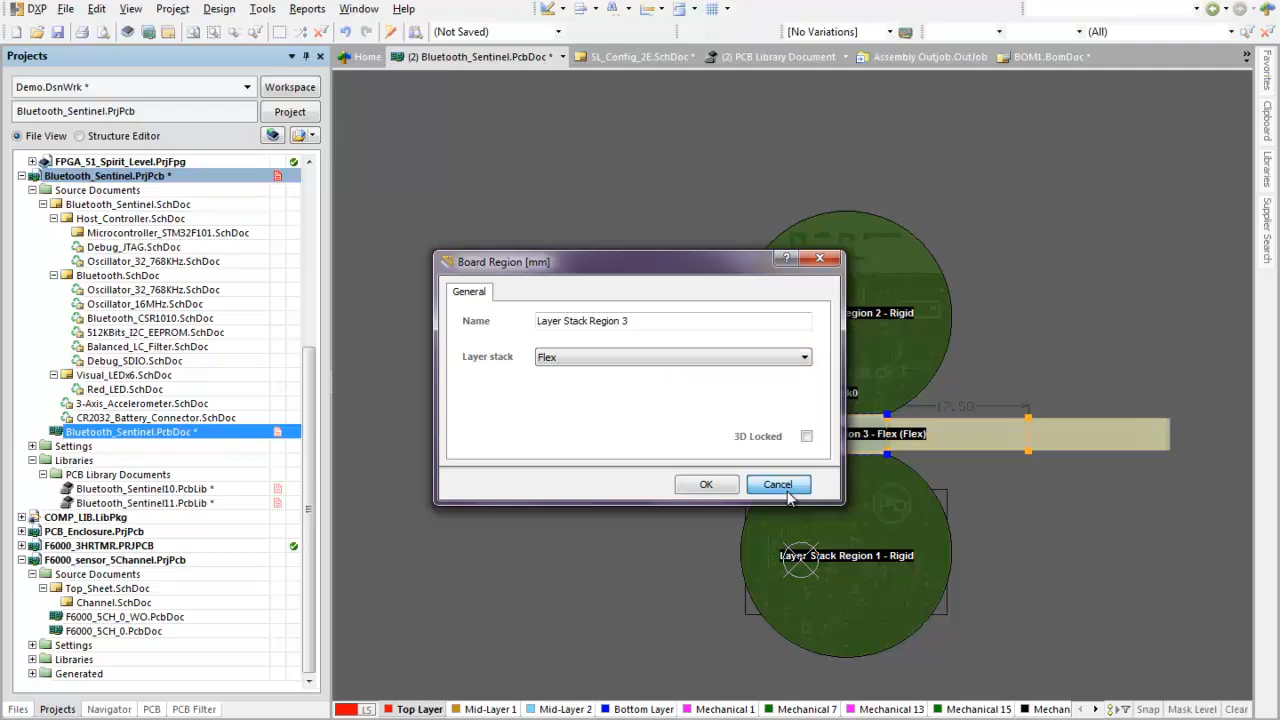 DXP File Edit View Project Design Tools Reports Window Help
(Not Saved) [No Variations] (All)
Projects
Home (2) Bluetooth_Sentinel.PcbDoc * SL_Config_2E.SchDoc * (2) PCB Library Document Assembly OutJob.OutJob BOM1.BomDoc *
Demo.DsnWrk * Workspace
Bluetooth_Sentinel.PrjPcb Project
File View Structure Editor
FPGA_51_Spirit_Level.PrjFpg
Bluetooth_Sentinel.PrjPcb *
Source Documents
Bluetooth_Sentinel.SchDoc
Host_Controller.SchDoc
Microcontroller_STM32F101.SchDoc
Debug_JTAG.SchDoc
Oscillator_32_768KHz.SchDoc
Bluetooth.SchDoc
Oscillator_32_768KHz.SchDoc
Oscillator_16MHz.SchDoc
Bluetooth_CSR1010.SchDoc
512KBits_I2C_EEPROM.SchDoc
Balanced_LC_Filter.SchDoc
Debug_SDIO.SchDoc
Visual_LEDx6.SchDoc
Red_LED.SchDoc
3-Axis_Accelerometer.SchDoc
CR2032_Battery_Connector.SchDoc
Bluetooth_Sentinel.PcbDoc *
Settings
Libraries
PCB Library Documents
Bluetooth_Sentinel10.PcbLib *
Bluetooth_Sentinel11.PcbLib *
COMP_LIB.LibPkg
PCB_Enclosure.PrjPcb
F6000_3HRTMR.PRJPCB
F6000_sensor_5Channel.PrjPcb
Source Documents
Top_Sheet.SchDoc
Channel.SchDoc
F6000_5CH_0_WO.PcbDoc
F6000_5CH_0.PcbDoc
Settings
Libraries
Generated
Files Projects Navigator PCB PCB Filter
Board Region [mm]
General
Name Layer Stack Region 3
Layer stack Flex
3D Locked
OK Cancel
egion 2 - Rigid
k0
17.50
on 3 - Flex (Flex)
Layer Stack Region 1 - Rigid
Favorites
Clipboard
Libraries
Supplier Search
LS Top Layer Mid-Layer 1 Mid-Layer 2 Bottom Layer Mechanical 1 Mechanical 7 Mechanical 13 Mechanical 15 Mechan Snap Mask Level Clear